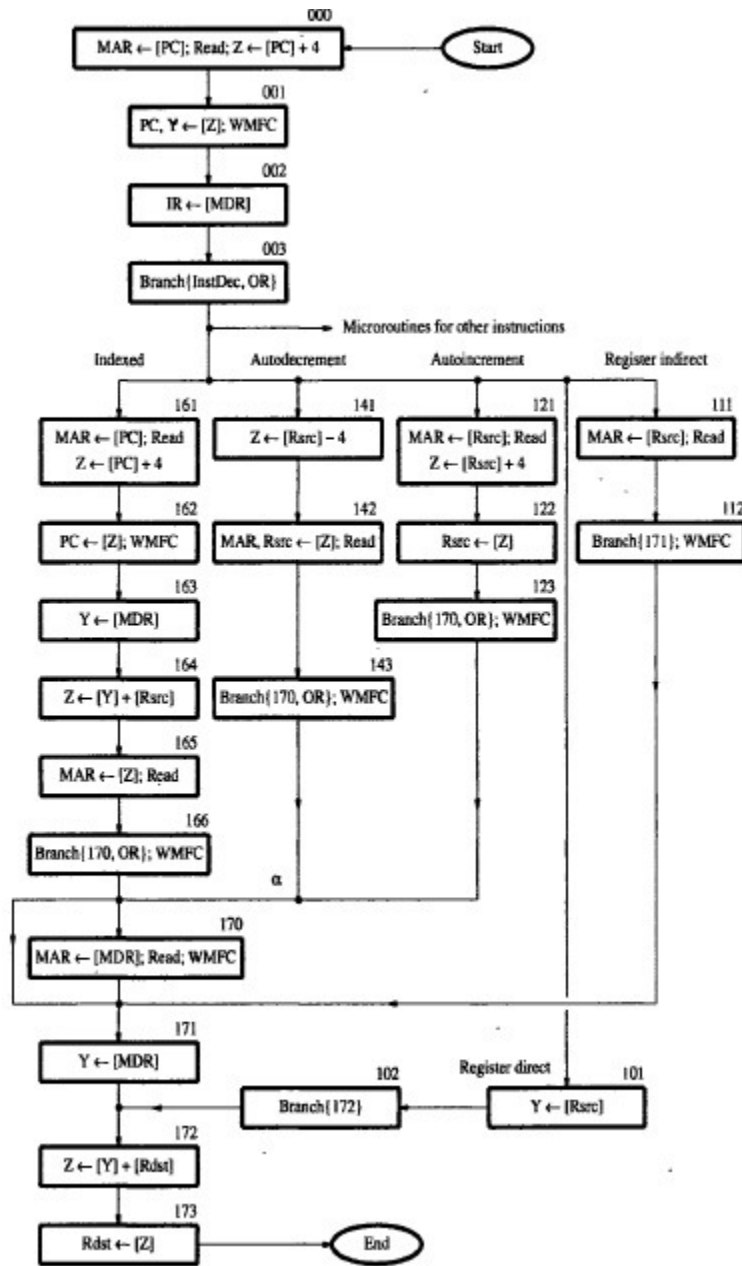 000
MAR ← [PC]; Read; Z ← [PC] + 4
Start
001
PC, Y ← [Z]; WMFC
002
IR ← [MDR]
003
Branch{InstDec, OR}
Microroutines for other instructions
Indexed
Autodecrement
Autoincrement
Register indirect
161
141
121
111
MAR ← [PC]; Read
Z ← [PC] + 4
Z ← [Rsrc] – 4
MAR ← [Rsrc]; Read
Z ← [Rsrc] + 4
MAR ← [Rsrc]; Read
162
142
122
112
PC ← [Z]; WMFC
MAR, Rsrc ← [Z]; Read
Rsrc ← [Z]
Branch{171}; WMFC
163
123
Y ← [MDR]
Branch{170, OR}; WMFC
164
143
Z ← [Y] + [Rsrc]
Branch{170, OR}; WMFC
165
MAR ← [Z]; Read
166
Branch{170, OR}; WMFC
α
170
MAR ← [MDR]; Read; WMFC
171
Y ← [MDR]
Register direct
102
101
Branch{172}
Y ← [Rsrc]
172
Z ← [Y] + [Rdst]
173
Rdst ← [Z]
End